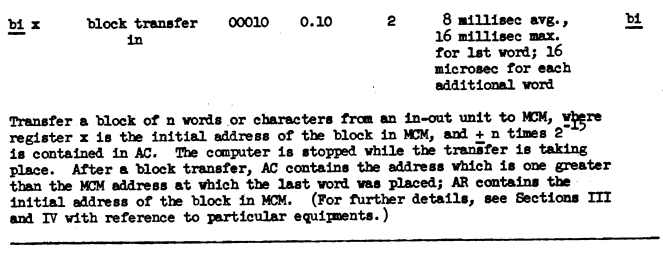 bi x block transfer 00010 0.10 2 8 millisec avg., bi
in 16 millisec max.
for 1st word; 16
microsec for each
additional word
Transfer a block of n words or characters from an in-out unit to MCM, where
register x is the initial address of the block in MCM, and ± n times 2⁻¹⁵
is contained in AC. The computer is stopped while the transfer is taking
place. After a block transfer, AC contains the address which is one greater
than the MCM address at which the last word was placed; AR contains the
initial address of the block in MCM. (For further details, see Sections III
and IV with reference to particular equipments.)